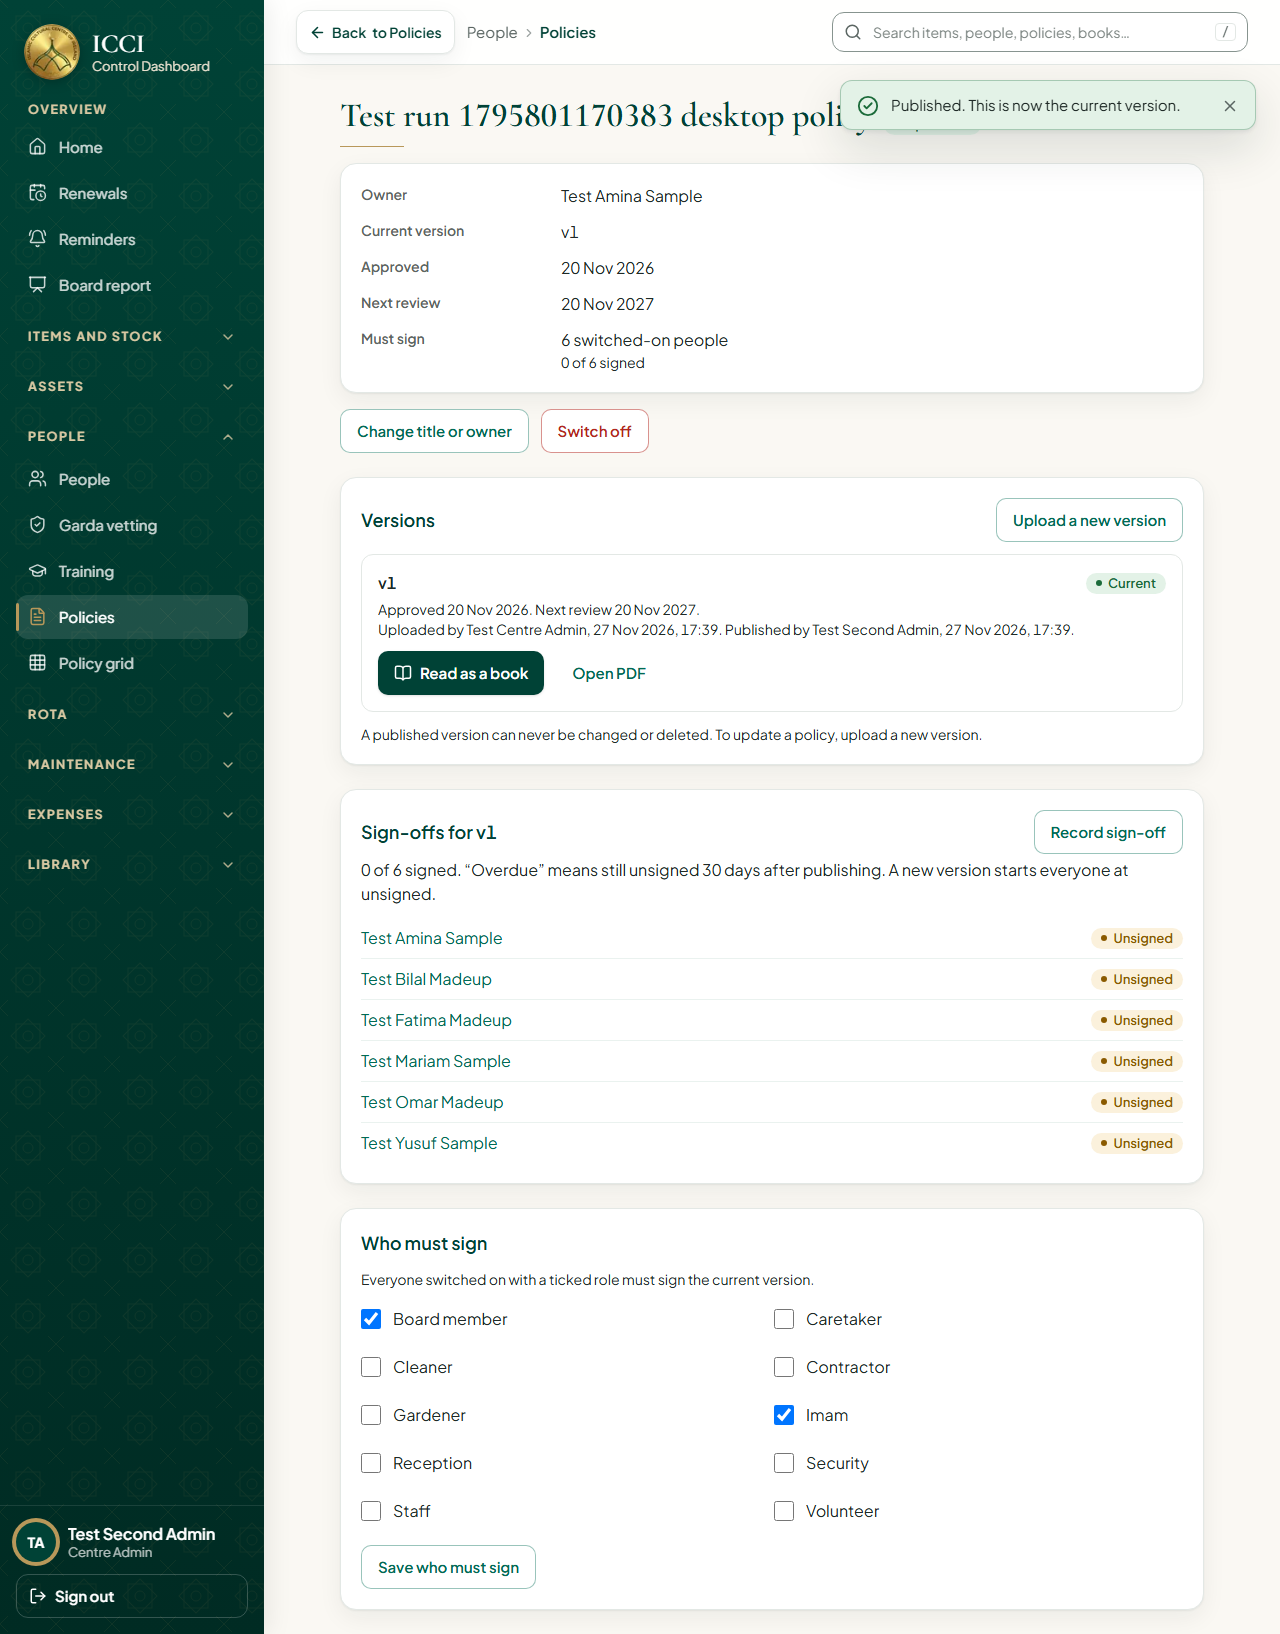 ICCI
Control Dashboard
OVERVIEW
Home
Renewals
Reminders
Board report
ITEMS AND STOCK
ASSETS
PEOPLE
People
Garda vetting
Training
Policies
Policy grid
ROTA
MAINTENANCE
EXPENSES
LIBRARY
TA
Test Second Admin
Centre Admin
Sign out
Back to Policies
People › Policies
Search items, people, policies, books… /
Published. This is now the current version.
Test run 1795801170383 desktop policy
Owner Test Amina Sample
Current version v1
Approved 20 Nov 2026
Next review 20 Nov 2027
Must sign 6 switched-on people
0 of 6 signed
Change title or owner Switch off
Versions Upload a new version
v1 Current
Approved 20 Nov 2026. Next review 20 Nov 2027.
Uploaded by Test Centre Admin, 27 Nov 2026, 17:39. Published by Test Second Admin, 27 Nov 2026, 17:39.
Read as a book Open PDF
A published version can never be changed or deleted. To update a policy, upload a new version.
Sign-offs for v1 Record sign-off
0 of 6 signed. “Overdue” means still unsigned 30 days after publishing. A new version starts everyone at
unsigned.
Test Amina Sample Unsigned
Test Bilal Madeup Unsigned
Test Fatima Madeup Unsigned
Test Mariam Sample Unsigned
Test Omar Madeup Unsigned
Test Yusuf Sample Unsigned
Who must sign
Everyone switched on with a ticked role must sign the current version.
Board member Caretaker
Cleaner Contractor
Gardener Imam
Reception Security
Staff Volunteer
Save who must sign